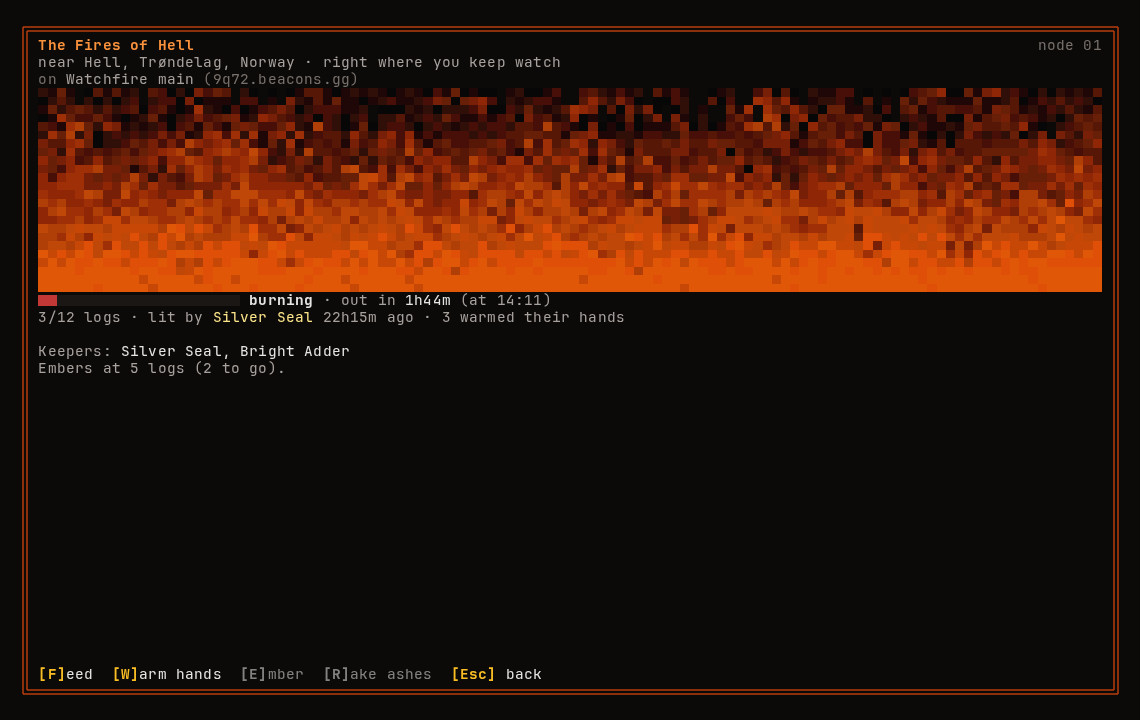 The Fires of Hell node 01
near Hell, Trøndelag, Norway · right where you keep watch
on Watchfire main (9q72.beacons.gg)
burning · out in 1h44m (at 14:11)
3/12 logs · lit by Silver Seal 22h15m ago · 3 warmed their hands
Keepers: Silver Seal, Bright Adder
Embers at 5 logs (2 to go).
[F]eed [W]arm hands [E]mber [R]ake ashes [Esc] back